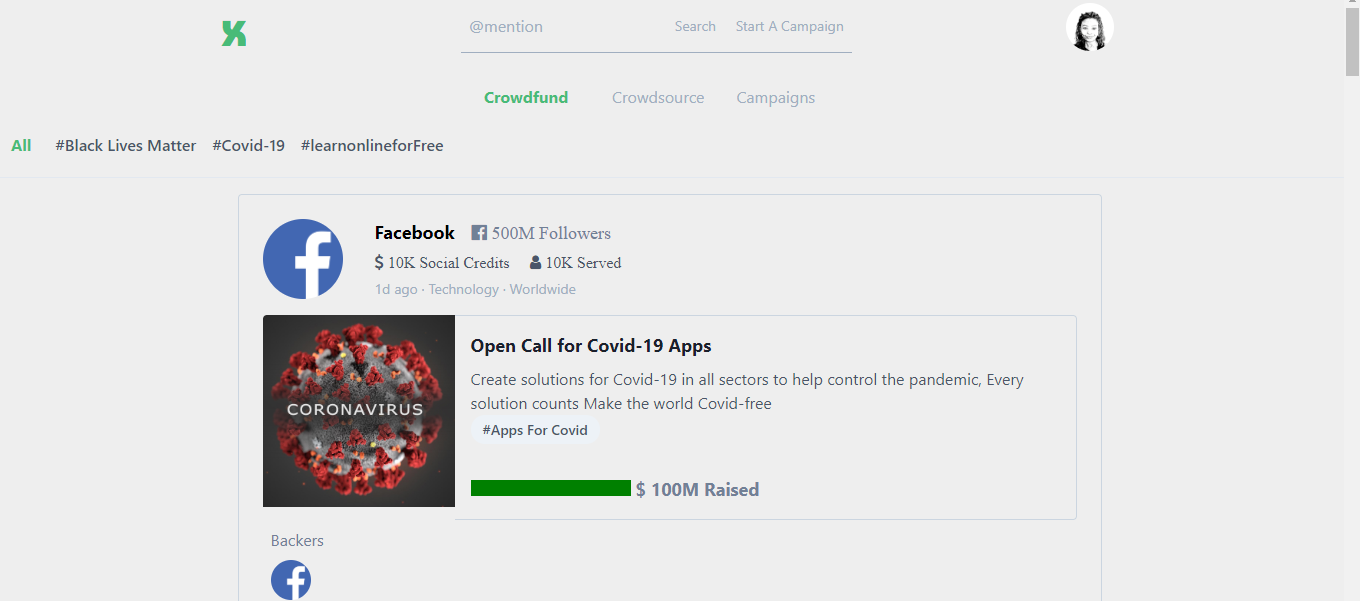 @mention Search Start A Campaign
Crowdfund Crowdsource Campaigns
All #Black Lives Matter #Covid-19 #learnonlineforFree
Facebook 500M Followers
$ 10K Social Credits 10K Served
1d ago · Technology · Worldwide
CORONAVIRUS
Open Call for Covid-19 Apps
Create solutions for Covid-19 in all sectors to help control the pandemic, Every
solution counts Make the world Covid-free
#Apps For Covid
$ 100M Raised
Backers